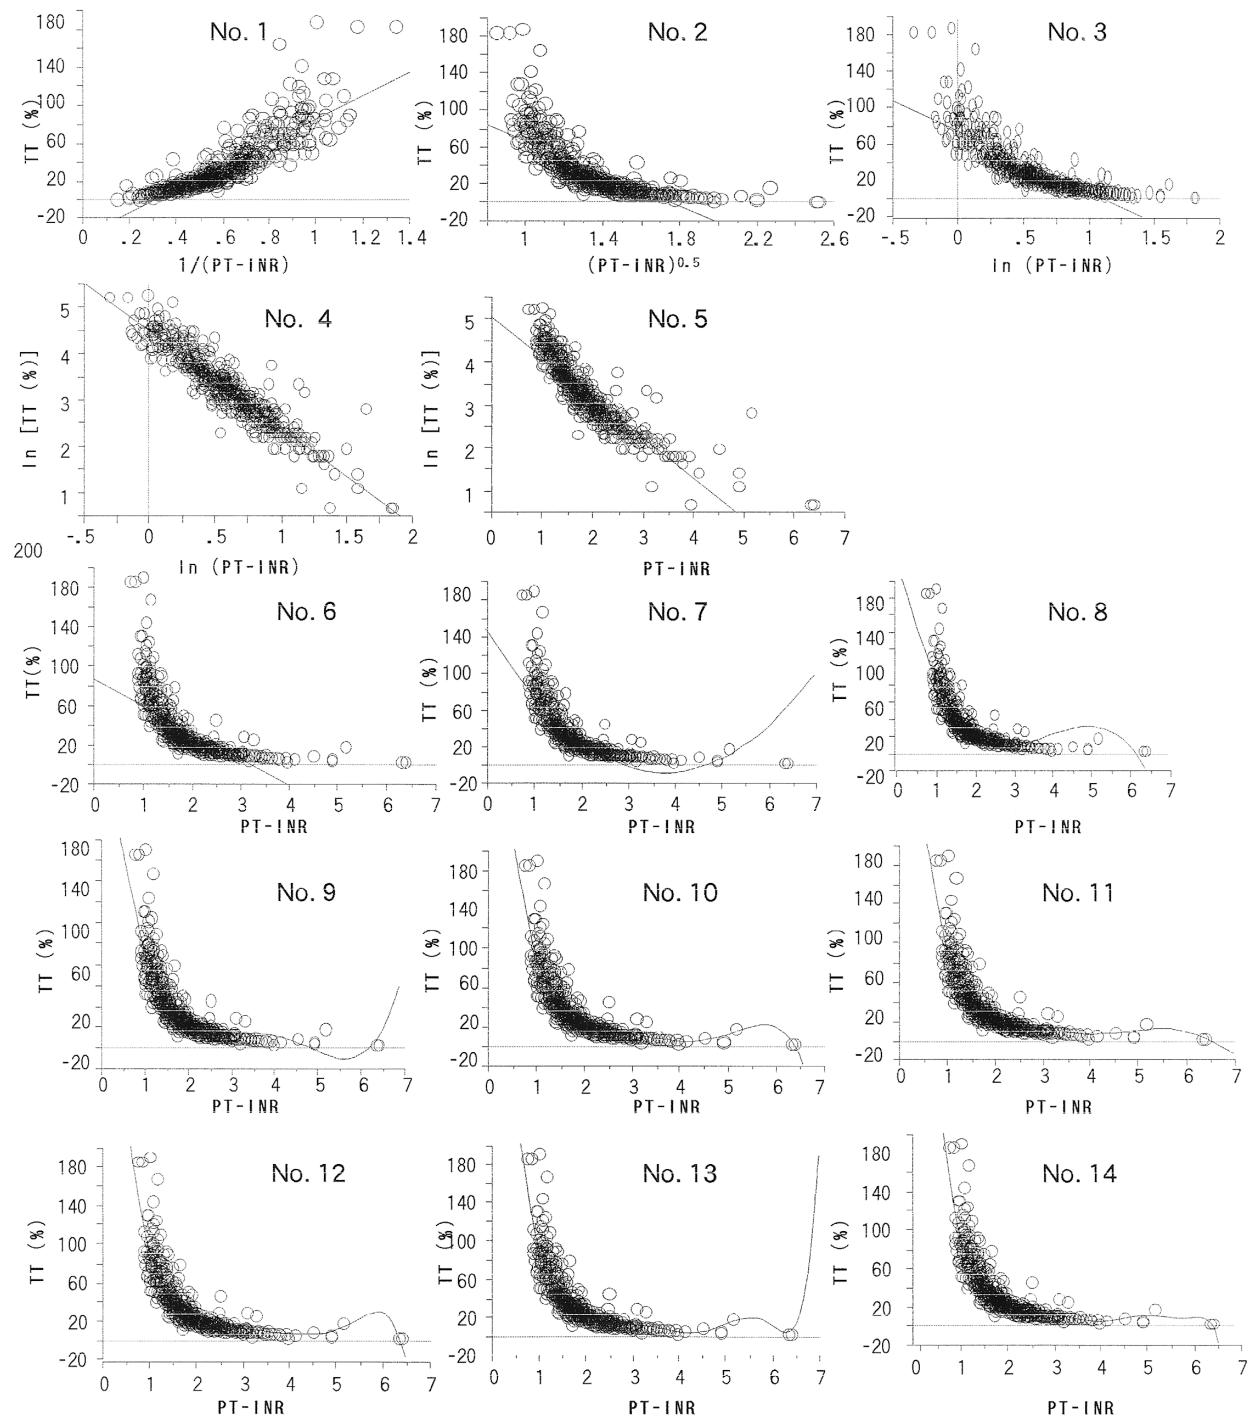 No. 1
180
140
100
60
20
-20
TT (%)
0 .2 .4 .6 .8 1 1.2 1.4
1/(PT-INR)
No. 2
180
140
100
60
20
-20
TT (%)
1 1.4 1.8 2.2 2.6
(PT-INR)0.5
No. 3
180
140
100
60
20
-20
TT (%)
-.5 0 .5 1 1.5 2
ln (PT-INR)
No. 4
5
4
3
2
1
ln [TT (%)]
-.5 0 .5 1 1.5 2
ln (PT-INR)
No. 5
5
4
3
2
1
ln [TT (%)]
0 1 2 3 4 5 6 7
PT-INR
200
No. 6
180
140
100
60
20
-20
TT(%)
0 1 2 3 4 5 6 7
PT-INR
No. 7
180
140
100
60
20
-20
TT (%)
0 1 2 3 4 5 6 7
PT-INR
No. 8
180
140
100
60
20
-20
TT (%)
0 1 2 3 4 5 6 7
PT-INR
No. 9
180
140
100
60
20
-20
TT (%)
0 1 2 3 4 5 6 7
PT-INR
No. 10
180
140
100
60
20
-20
TT (%)
0 1 2 3 4 5 6 7
PT-INR
No. 11
180
140
100
60
20
-20
TT (%)
0 1 2 3 4 5 6 7
PT-INR
No. 12
180
140
100
60
20
-20
TT (%)
0 1 2 3 4 5 6 7
PT-INR
No. 13
180
140
100
60
20
-20
TT (%)
0 1 2 3 4 5 6 7
PT-INR
No. 14
180
140
100
60
20
-20
TT (%)
0 1 2 3 4 5 6 7
PT-INR